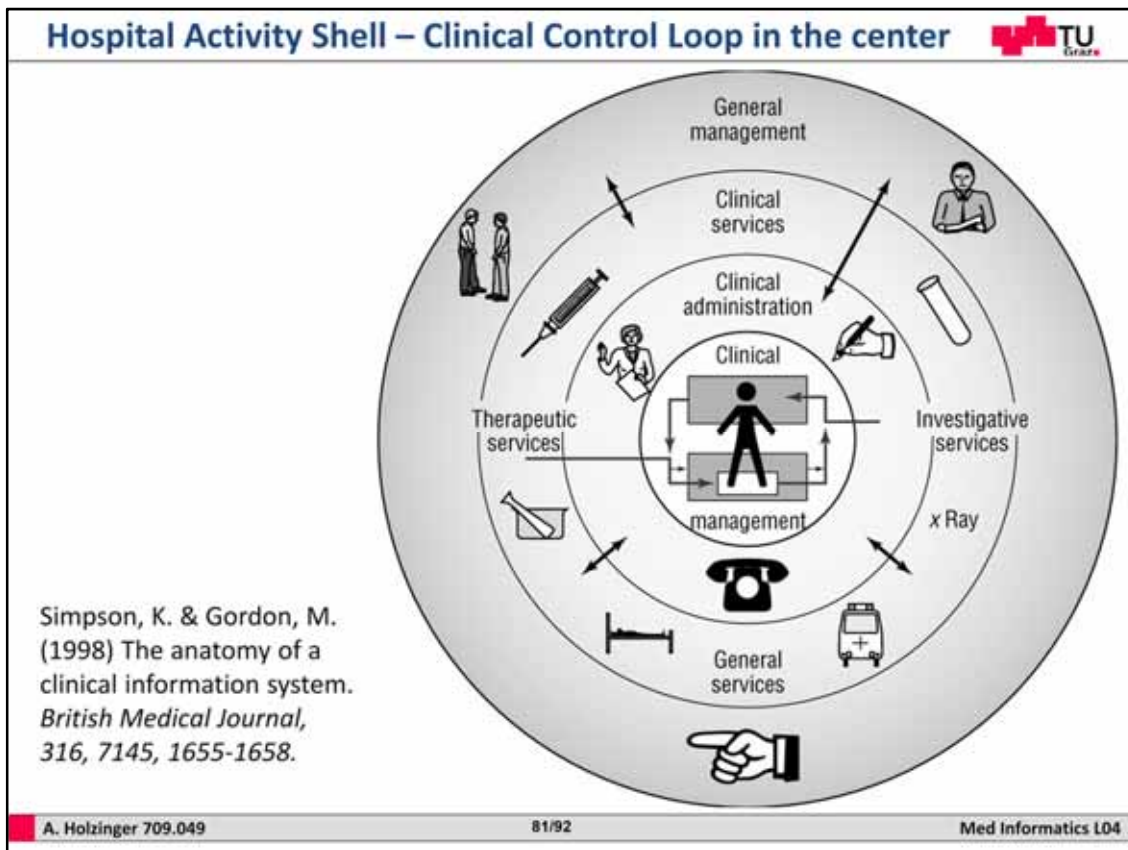 Hospital Activity Shell – Clinical Control Loop in the center
TU
Graz
General
management
Clinical
services
Clinical
administration
Clinical
Therapeutic
services
Investigative
services
management
x Ray
General
services
Simpson, K. & Gordon, M.
(1998) The anatomy of a
clinical information system.
British Medical Journal,
316, 7145, 1655-1658.
A. Holzinger 709.049
81/92
Med Informatics L04